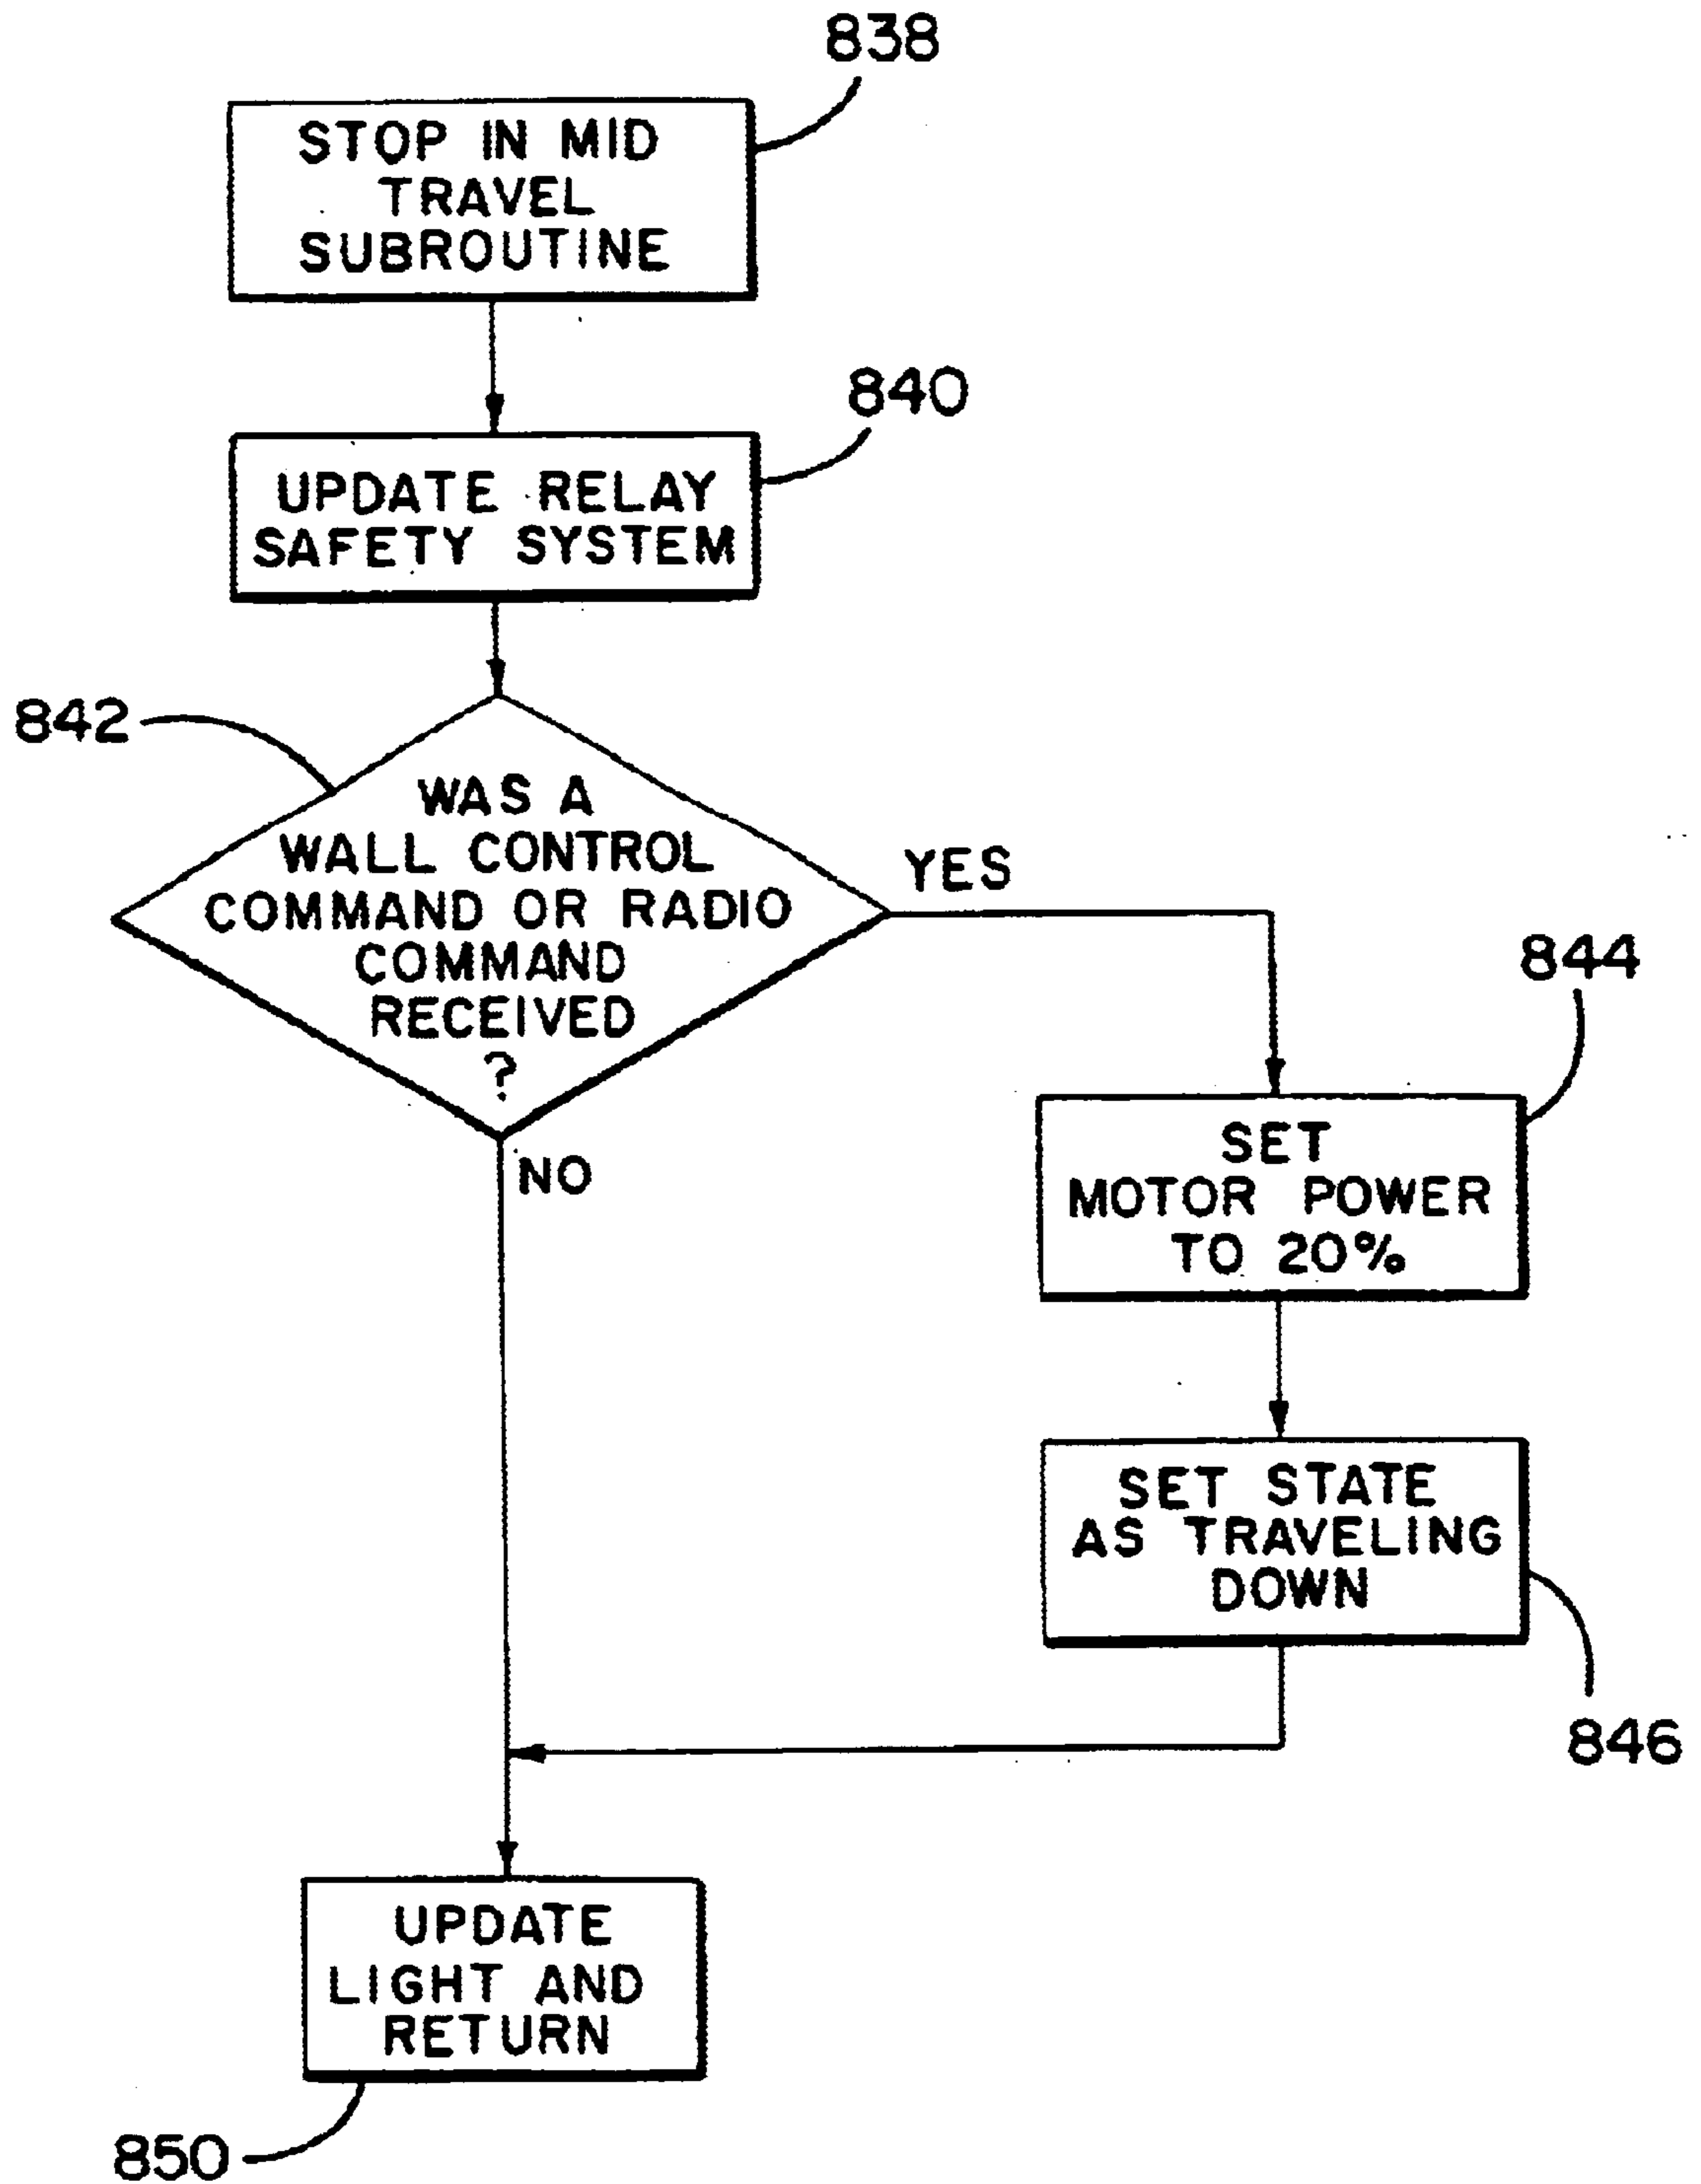 838
STOP IN MID
TRAVEL
SUBROUTINE
840
UPDATE RELAY
SAFETY SYSTEM
842
WAS A
WALL CONTROL
COMMAND OR RADIO
COMMAND
RECEIVED
?
YES
NO
844
SET
MOTOR POWER
TO 20%
SET STATE
AS TRAVELING
DOWN
846
UPDATE
LIGHT AND
RETURN
850